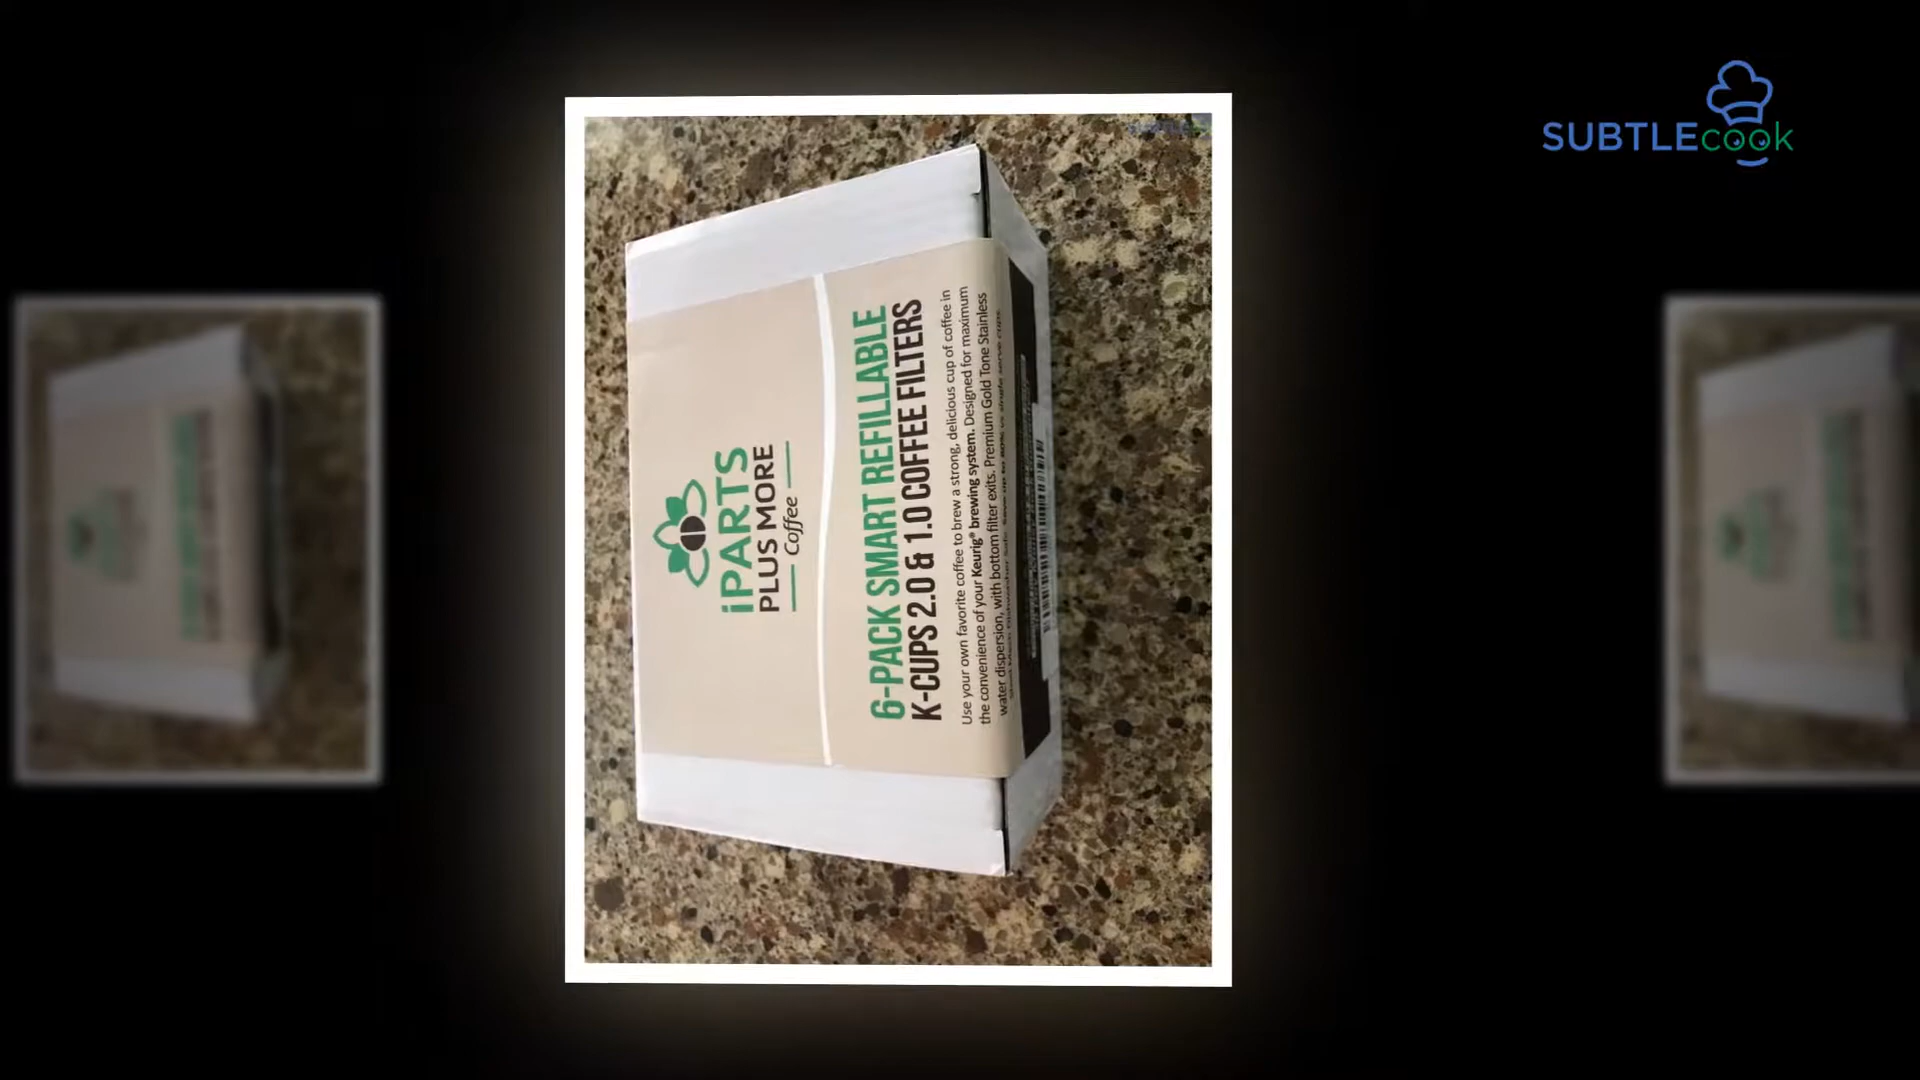 SUBTLEcook
iPARTS
PLUS MORE
Coffee
6-PACK SMART REFILLABLE
K-CUPS 2.0 & 1.0 COFFEE FILTERS
Use your own favorite coffee to brew a strong, delicious cup of coffee in
the convenience of your Keurig® brewing system. Designed for maximum
water dispersion, with bottom filter exits. Premium Gold Tone Stainless